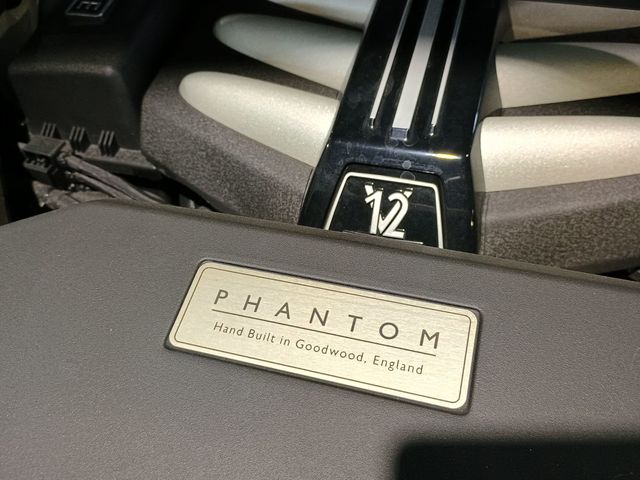 V12
PHANTOM
Hand Built in Goodwood, England